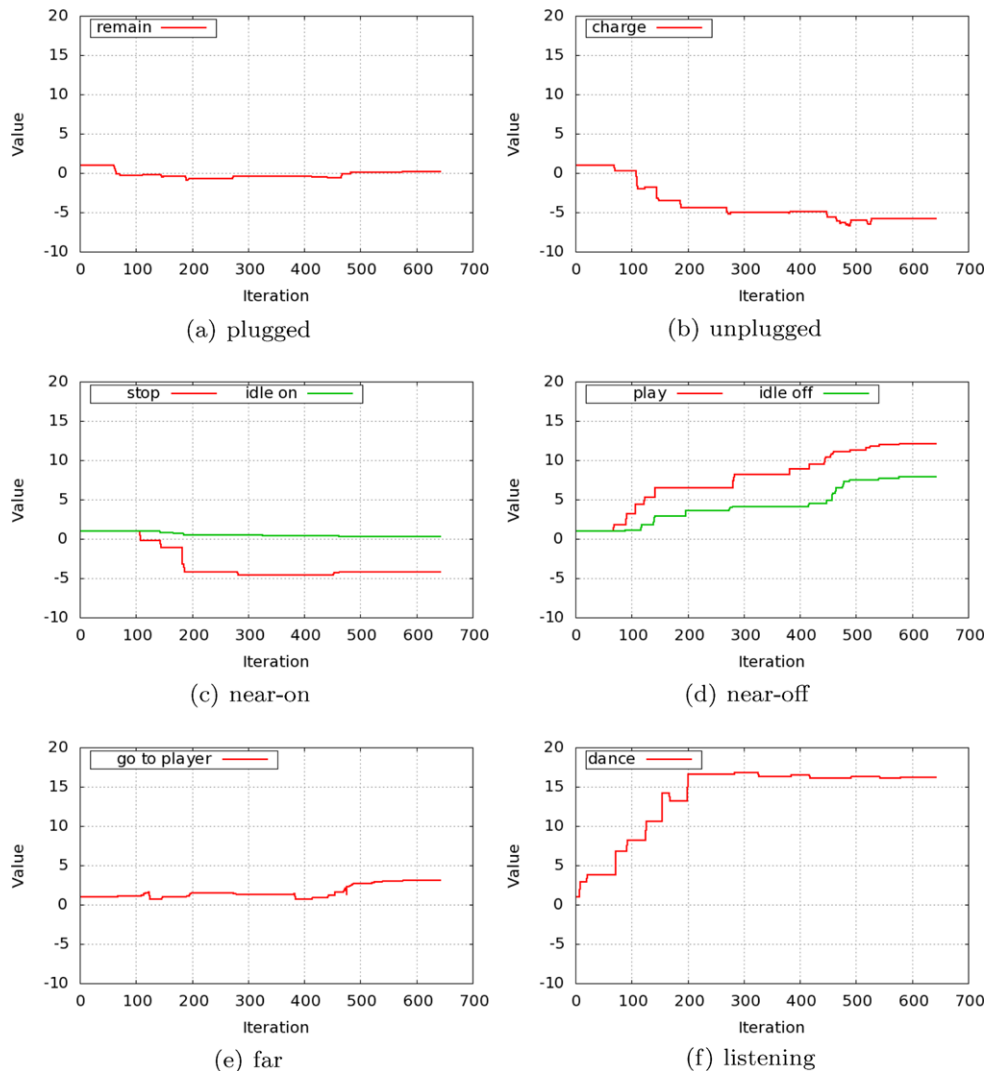 20
15
10
5
0
-5
-10
Value
remain
0 100 200 300 400 500 600 700
Iteration
(a) plugged
20
15
10
5
0
-5
-10
Value
charge
0 100 200 300 400 500 600 700
Iteration
(b) unplugged
20
15
10
5
0
-5
-10
Value
stop idle on
0 100 200 300 400 500 600 700
Iteration
(c) near-on
20
15
10
5
0
-5
-10
Value
play idle off
0 100 200 300 400 500 600 700
Iteration
(d) near-off
20
15
10
5
0
-5
-10
Value
go to player
0 100 200 300 400 500 600 700
Iteration
(e) far
20
15
10
5
0
-5
-10
Value
dance
0 100 200 300 400 500 600 700
Iteration
(f) listening